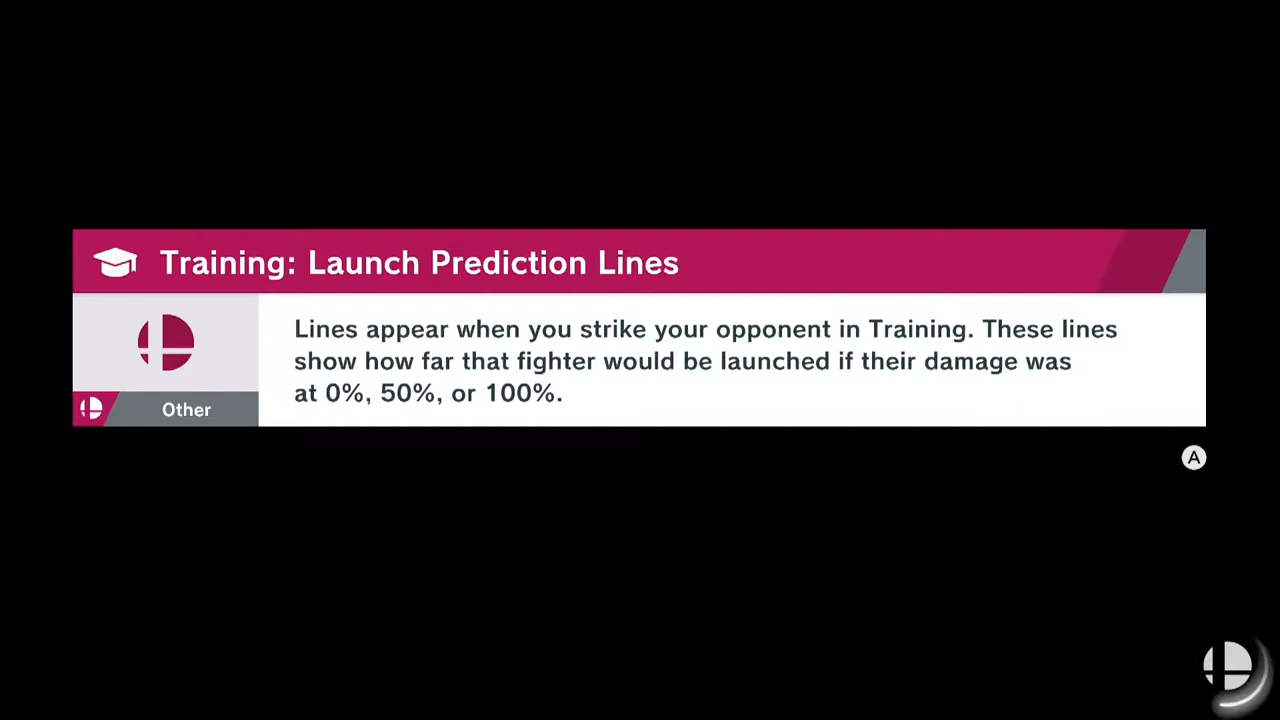 Training: Launch Prediction Lines
Lines appear when you strike your opponent in Training. These lines
show how far that fighter would be launched if their damage was
at 0%, 50%, or 100%.
Other
A